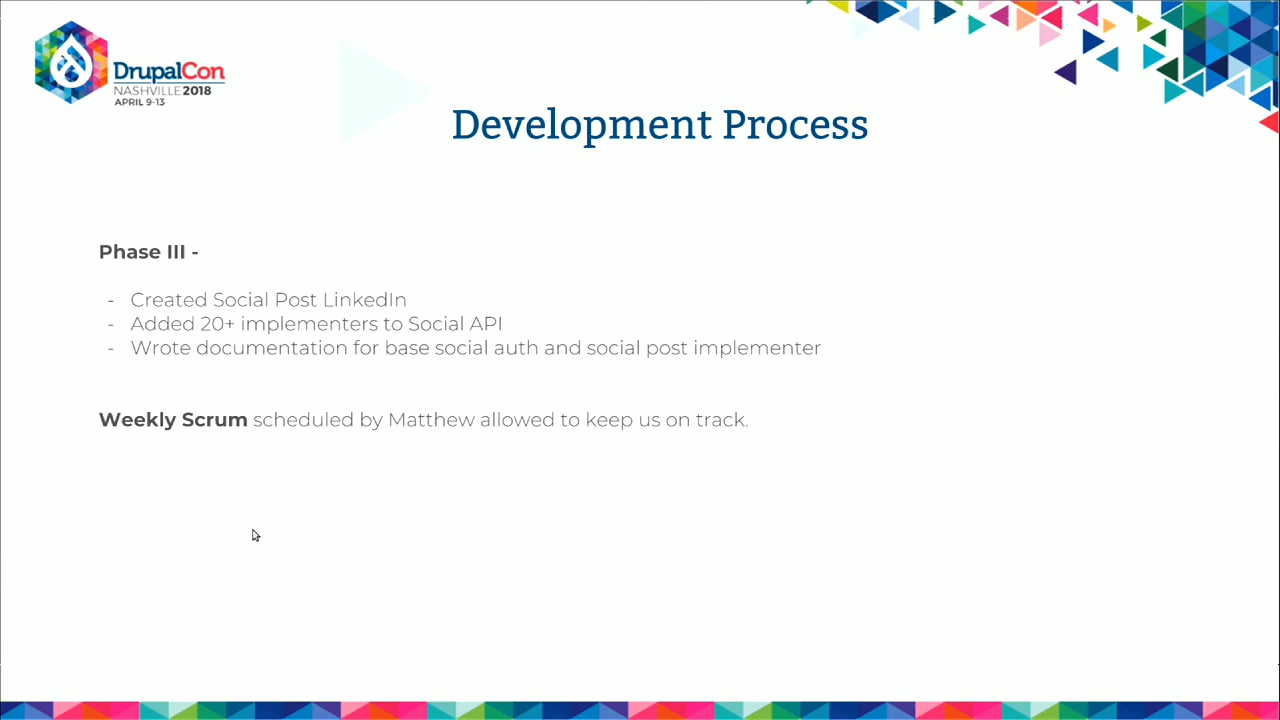 DrupalCon
NASHVILLE 2018
APRIL 9-13
Development Process
Phase III -
- Created Social Post LinkedIn
- Added 20+ implementers to Social API
- Wrote documentation for base social auth and social post implementer
Weekly Scrum scheduled by Matthew allowed to keep us on track.